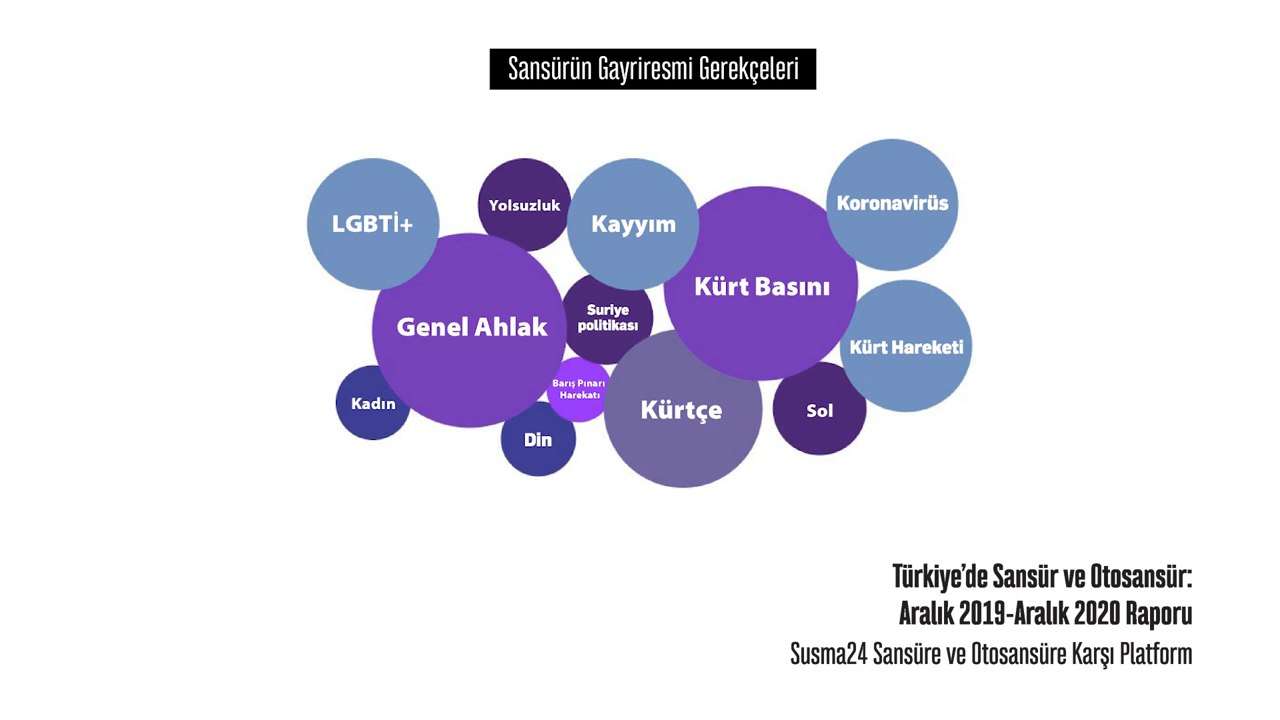 Sansürün Gayriresmi Gerekçeleri
LGBTİ+
Yolsuzluk
Kayyım
Koronavirüs
Genel Ahlak
Suriye
politikası
Kürt Basını
Kürt Hareketi
Kadın
Din
Barış Pınarı
Harekatı
Kürtçe
Sol
Türkiye’de Sansür ve Otosansür:
Aralık 2019-Aralık 2020 Raporu
Susma24 Sansüre ve Otosansüre Karşı Platform